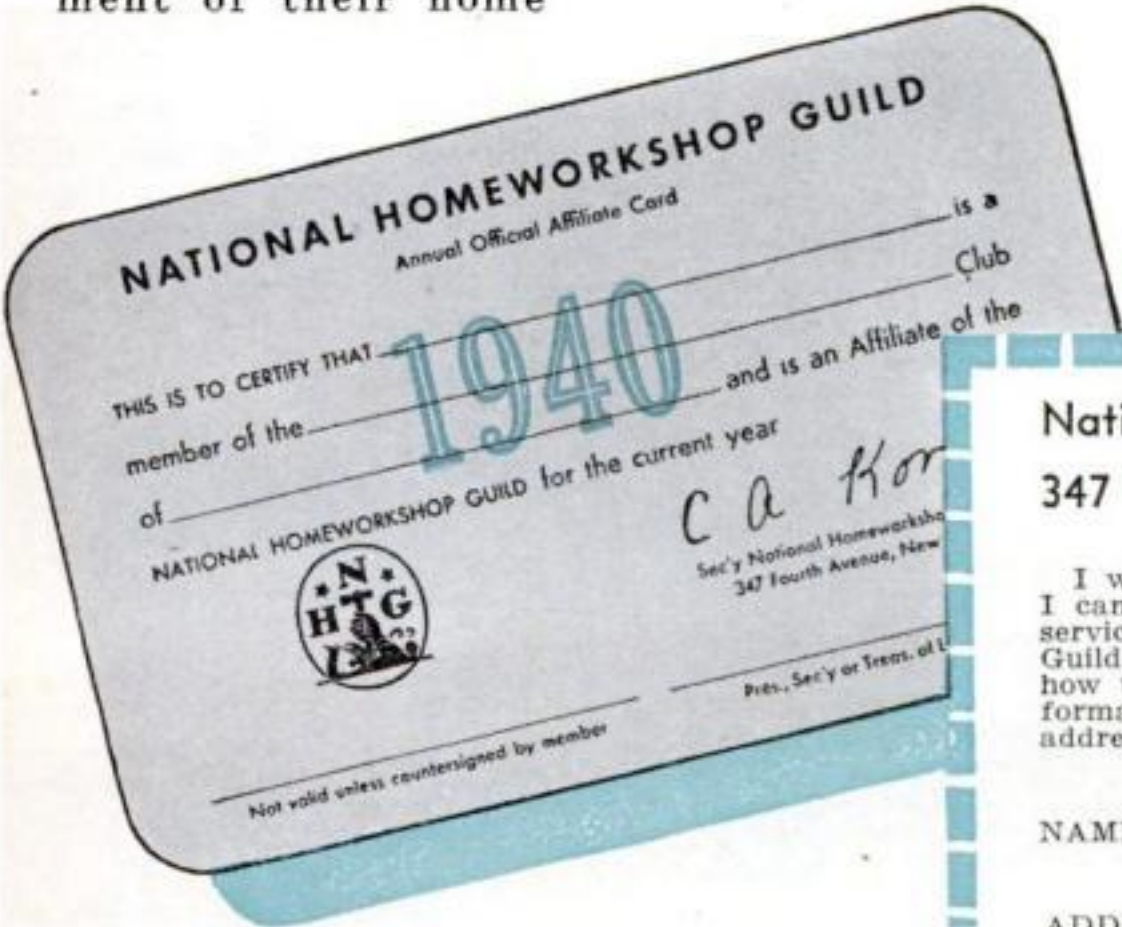 ment of their home
NATIONAL HOMEWORKSHOP GUILD
Annual Official Affiliate Card
1940
THIS IS TO CERTIFY THAT is a
member of the Club
of and is an Affiliate of the
NATIONAL HOMEWORKSHOP GUILD for the current year
C A Kor
Sec'y National Homeworksho
347 Fourth Avenue, New
N
H T G
Pres., Sec'y or Treas. of L
Not valid unless countersigned by member
Nati
347
I w
I can
servic
Guild
how
forma
addre
NAM
ADD